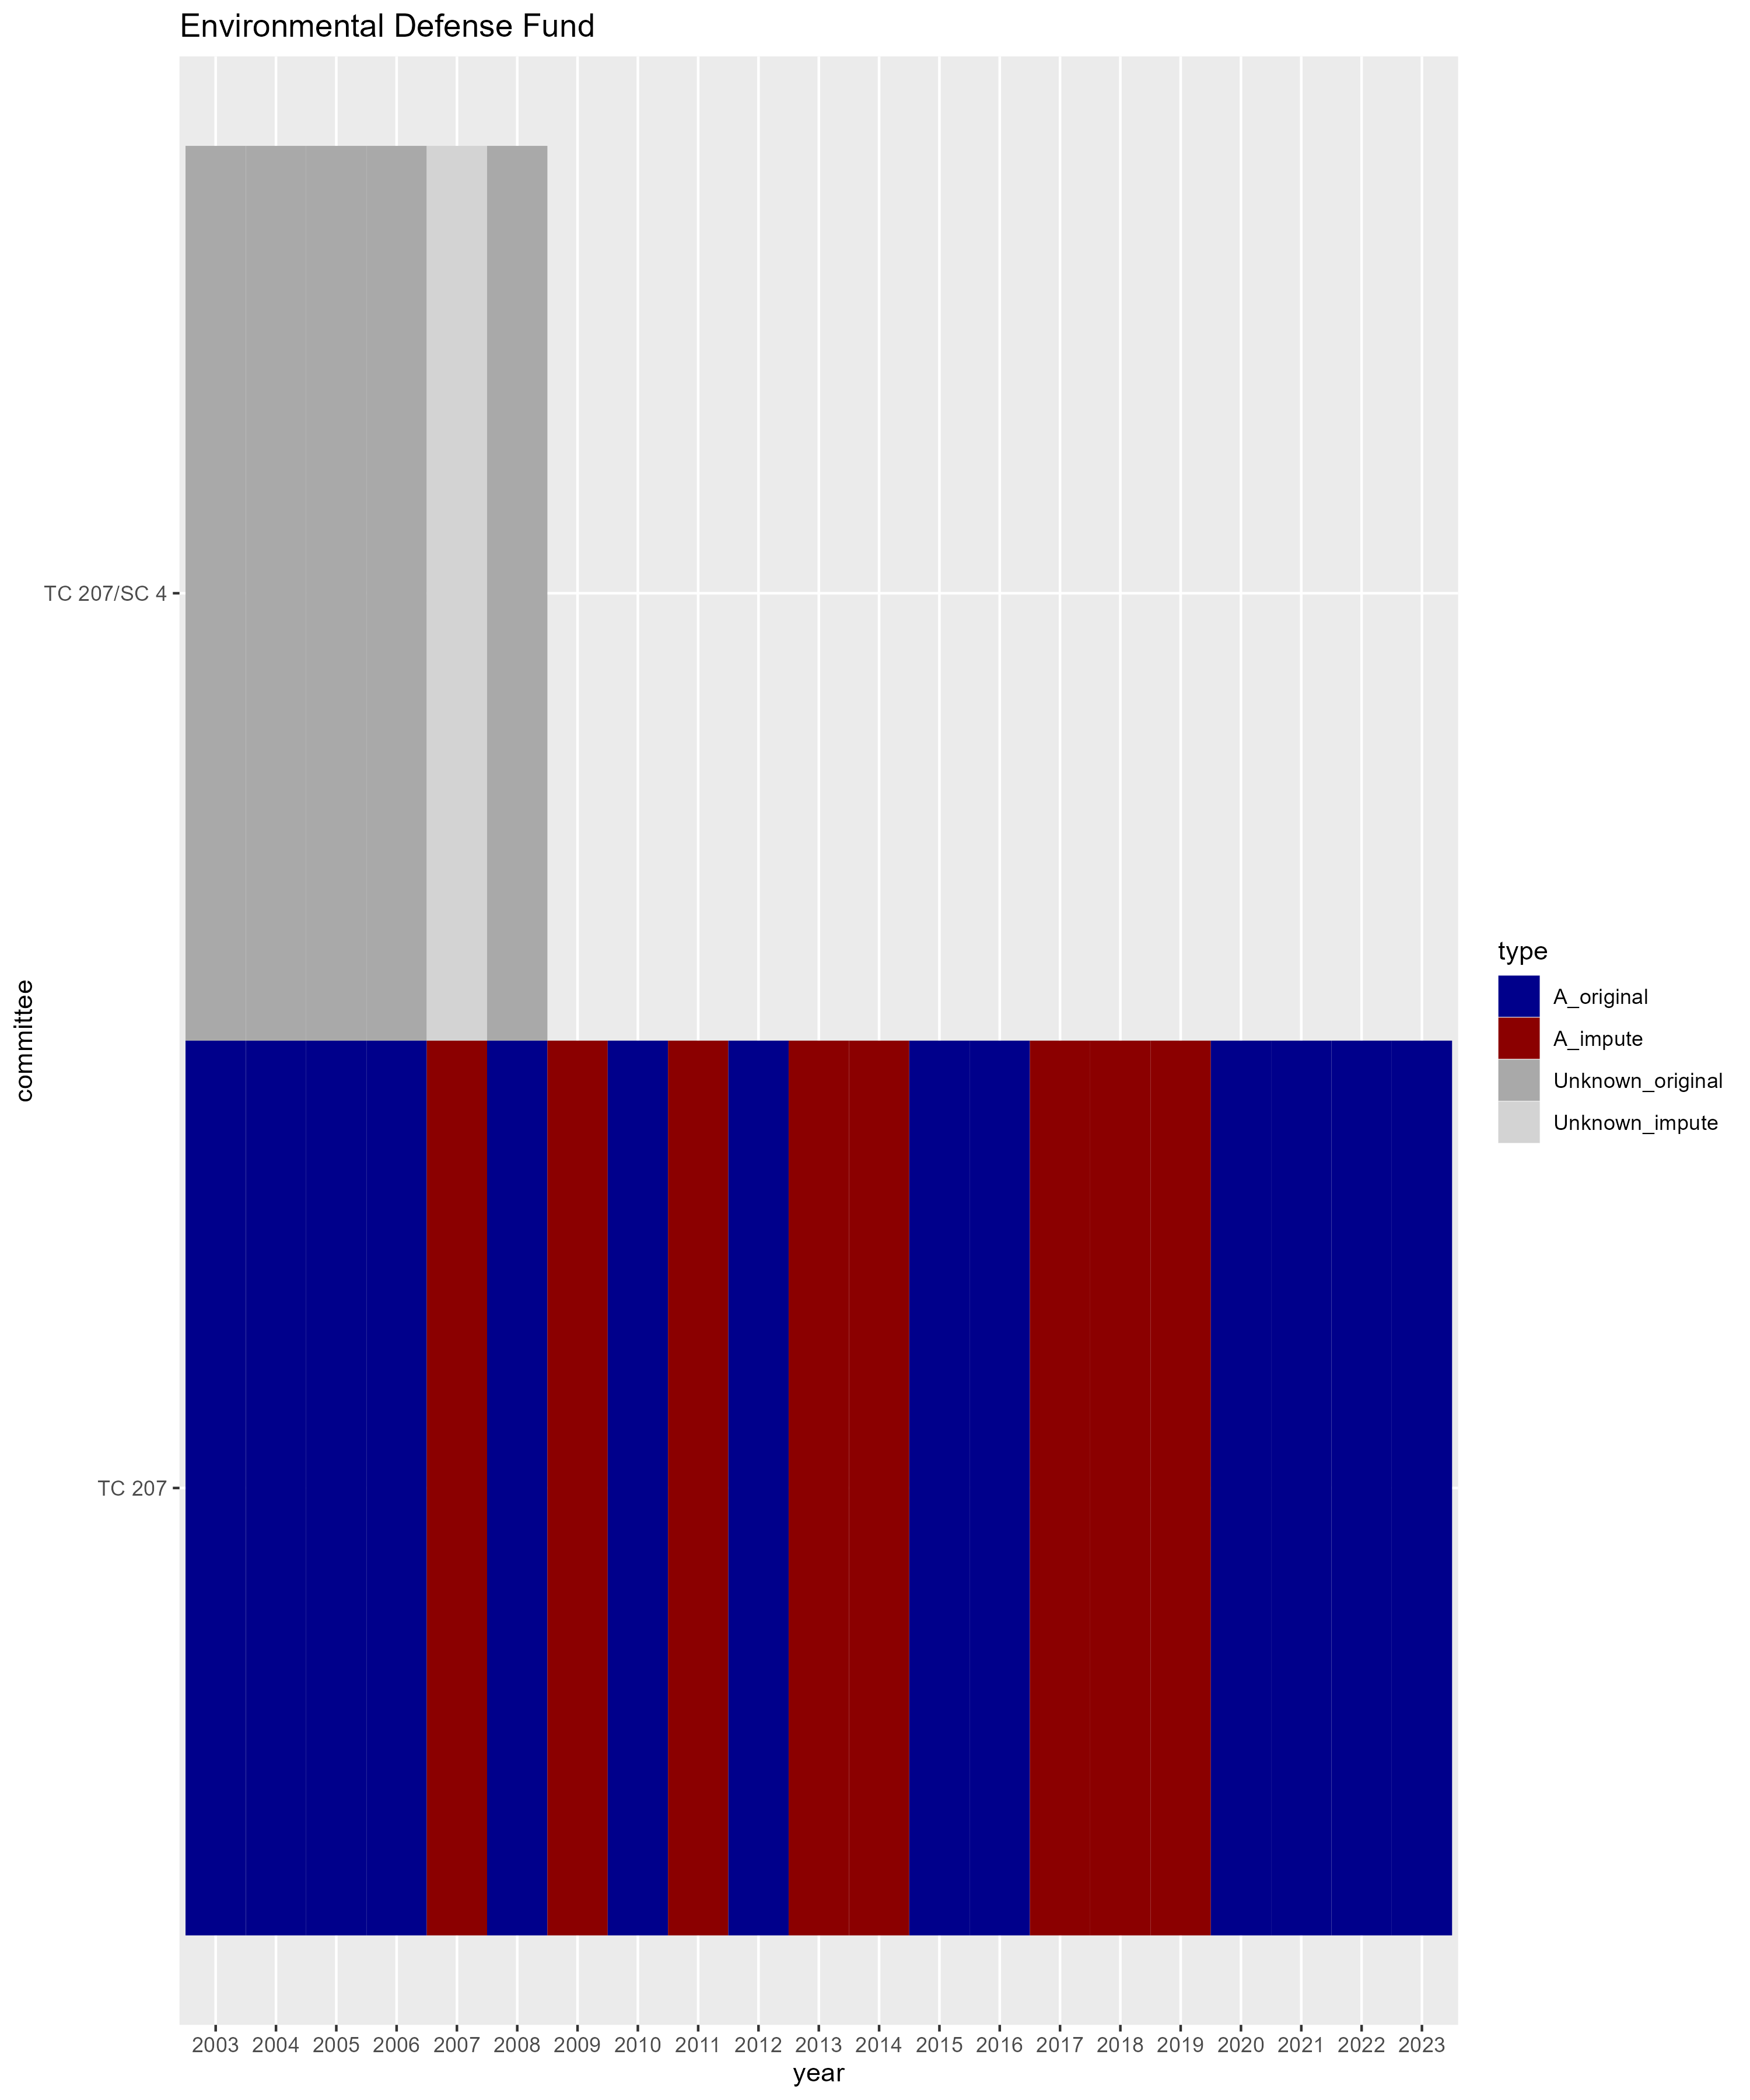 Environmental Defense Fund
committee
TC 207/SC 4
TC 207
2003 2004 2005 2006 2007 2008 2009 2010 2011 2012 2013 2014 2015 2016 2017 2018 2019 2020 2021 2022 2023
year
type
A_original
A_impute
Unknown_original
Unknown_impute